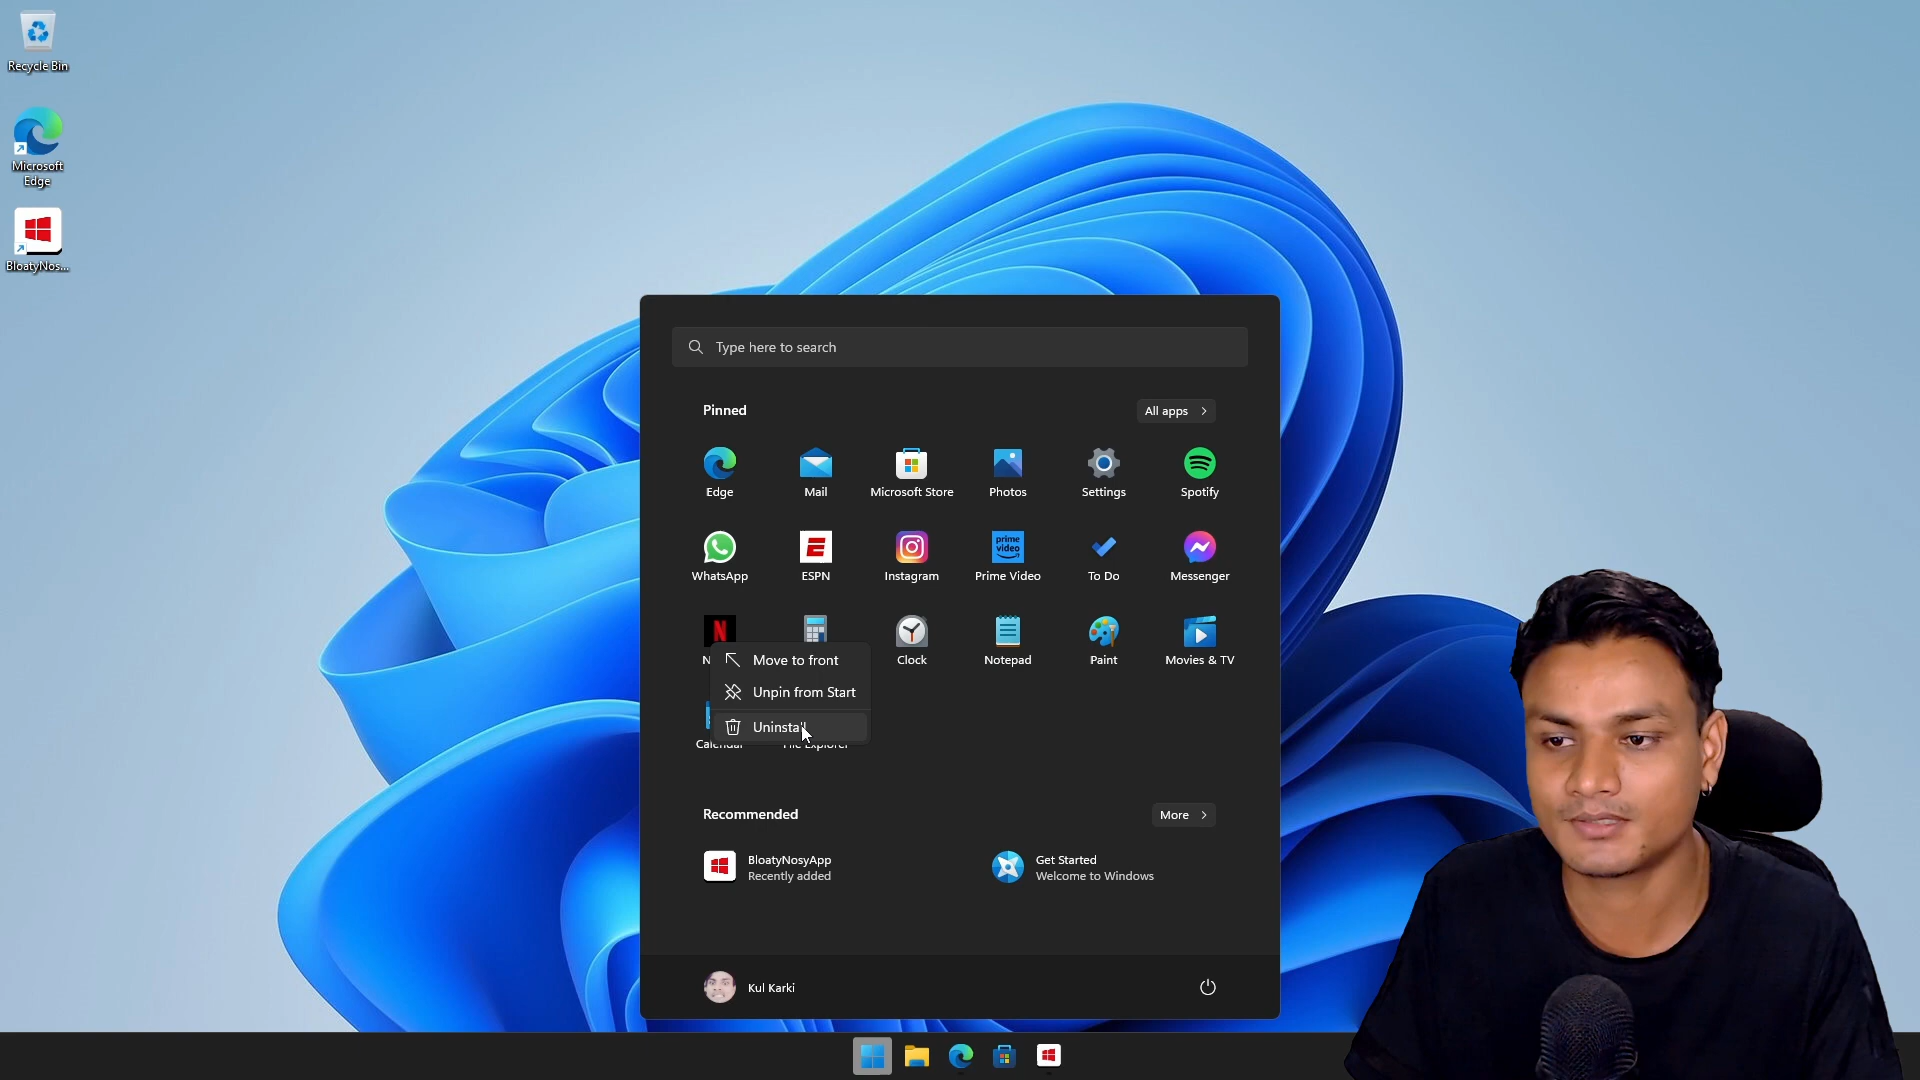 Recycle Bin
Microsoft
Edge
BloatyNos...
Type here to search
Pinned
All apps
Edge
Mail
Microsoft Store
Photos
Settings
Spotify
WhatsApp
ESPN
Instagram
prime
video
Prime Video
To Do
Messenger
N
Move to front
Clock
Notepad
Paint
Movies & TV
Unpin from Start
Uninstall
Calendar
File Explorer
Recommended
More
BloatyNosyApp
Recently added
Get Started
Welcome to Windows
Kul Karki